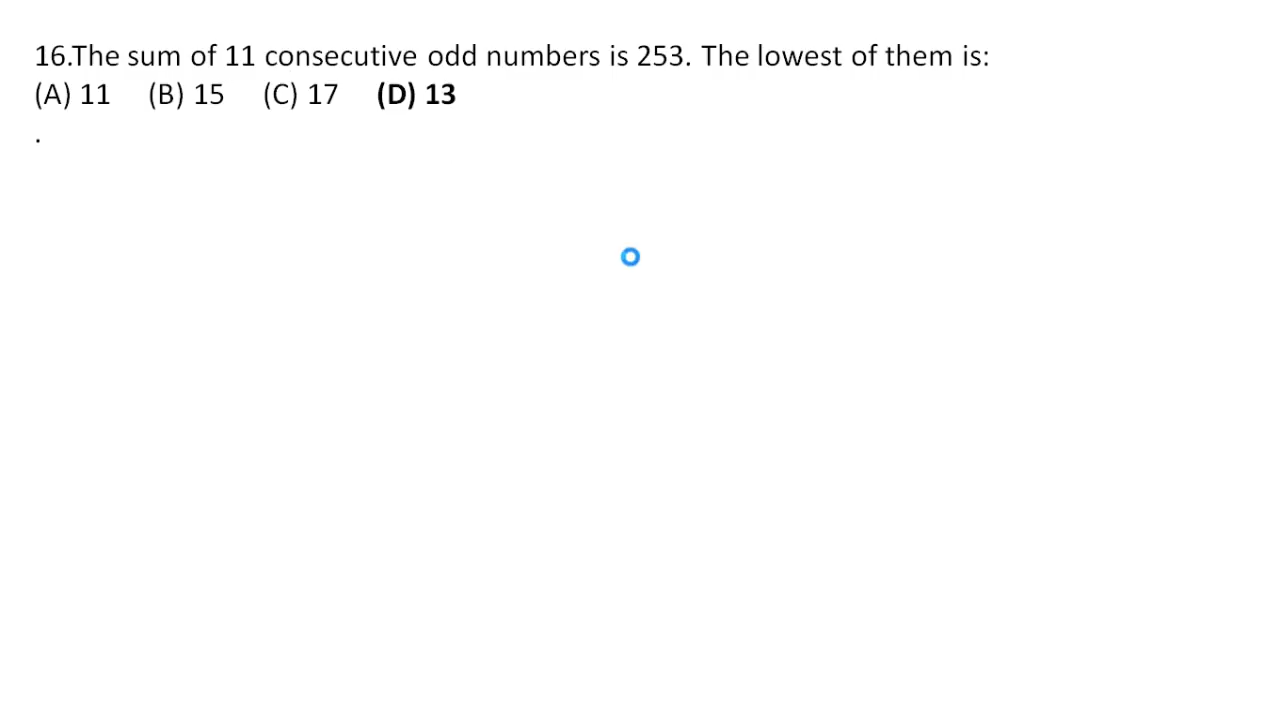 16.The sum of 11 consecutive odd numbers is 253. The lowest of them is:
(A) 11 (B) 15 (C) 17 (D) 13
.